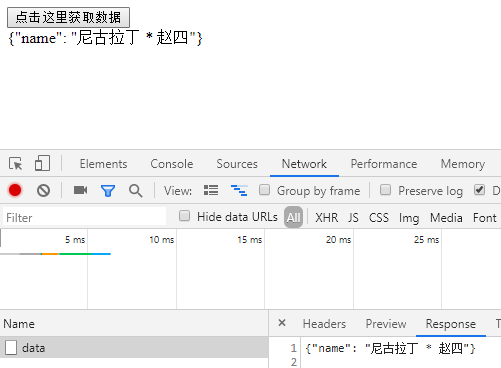 点击这里获取数据
{"name": "尼古拉丁 * 赵四"}
Elements Console Sources Network Performance Memory
View: Group by frame Preserve log D
Filter Hide data URLs All XHR JS CSS Img Media Font
5 ms 10 ms 15 ms 20 ms 25 ms
Name × Headers Preview Response T
data 1 {"name": "尼古拉丁 * 赵四"}
2